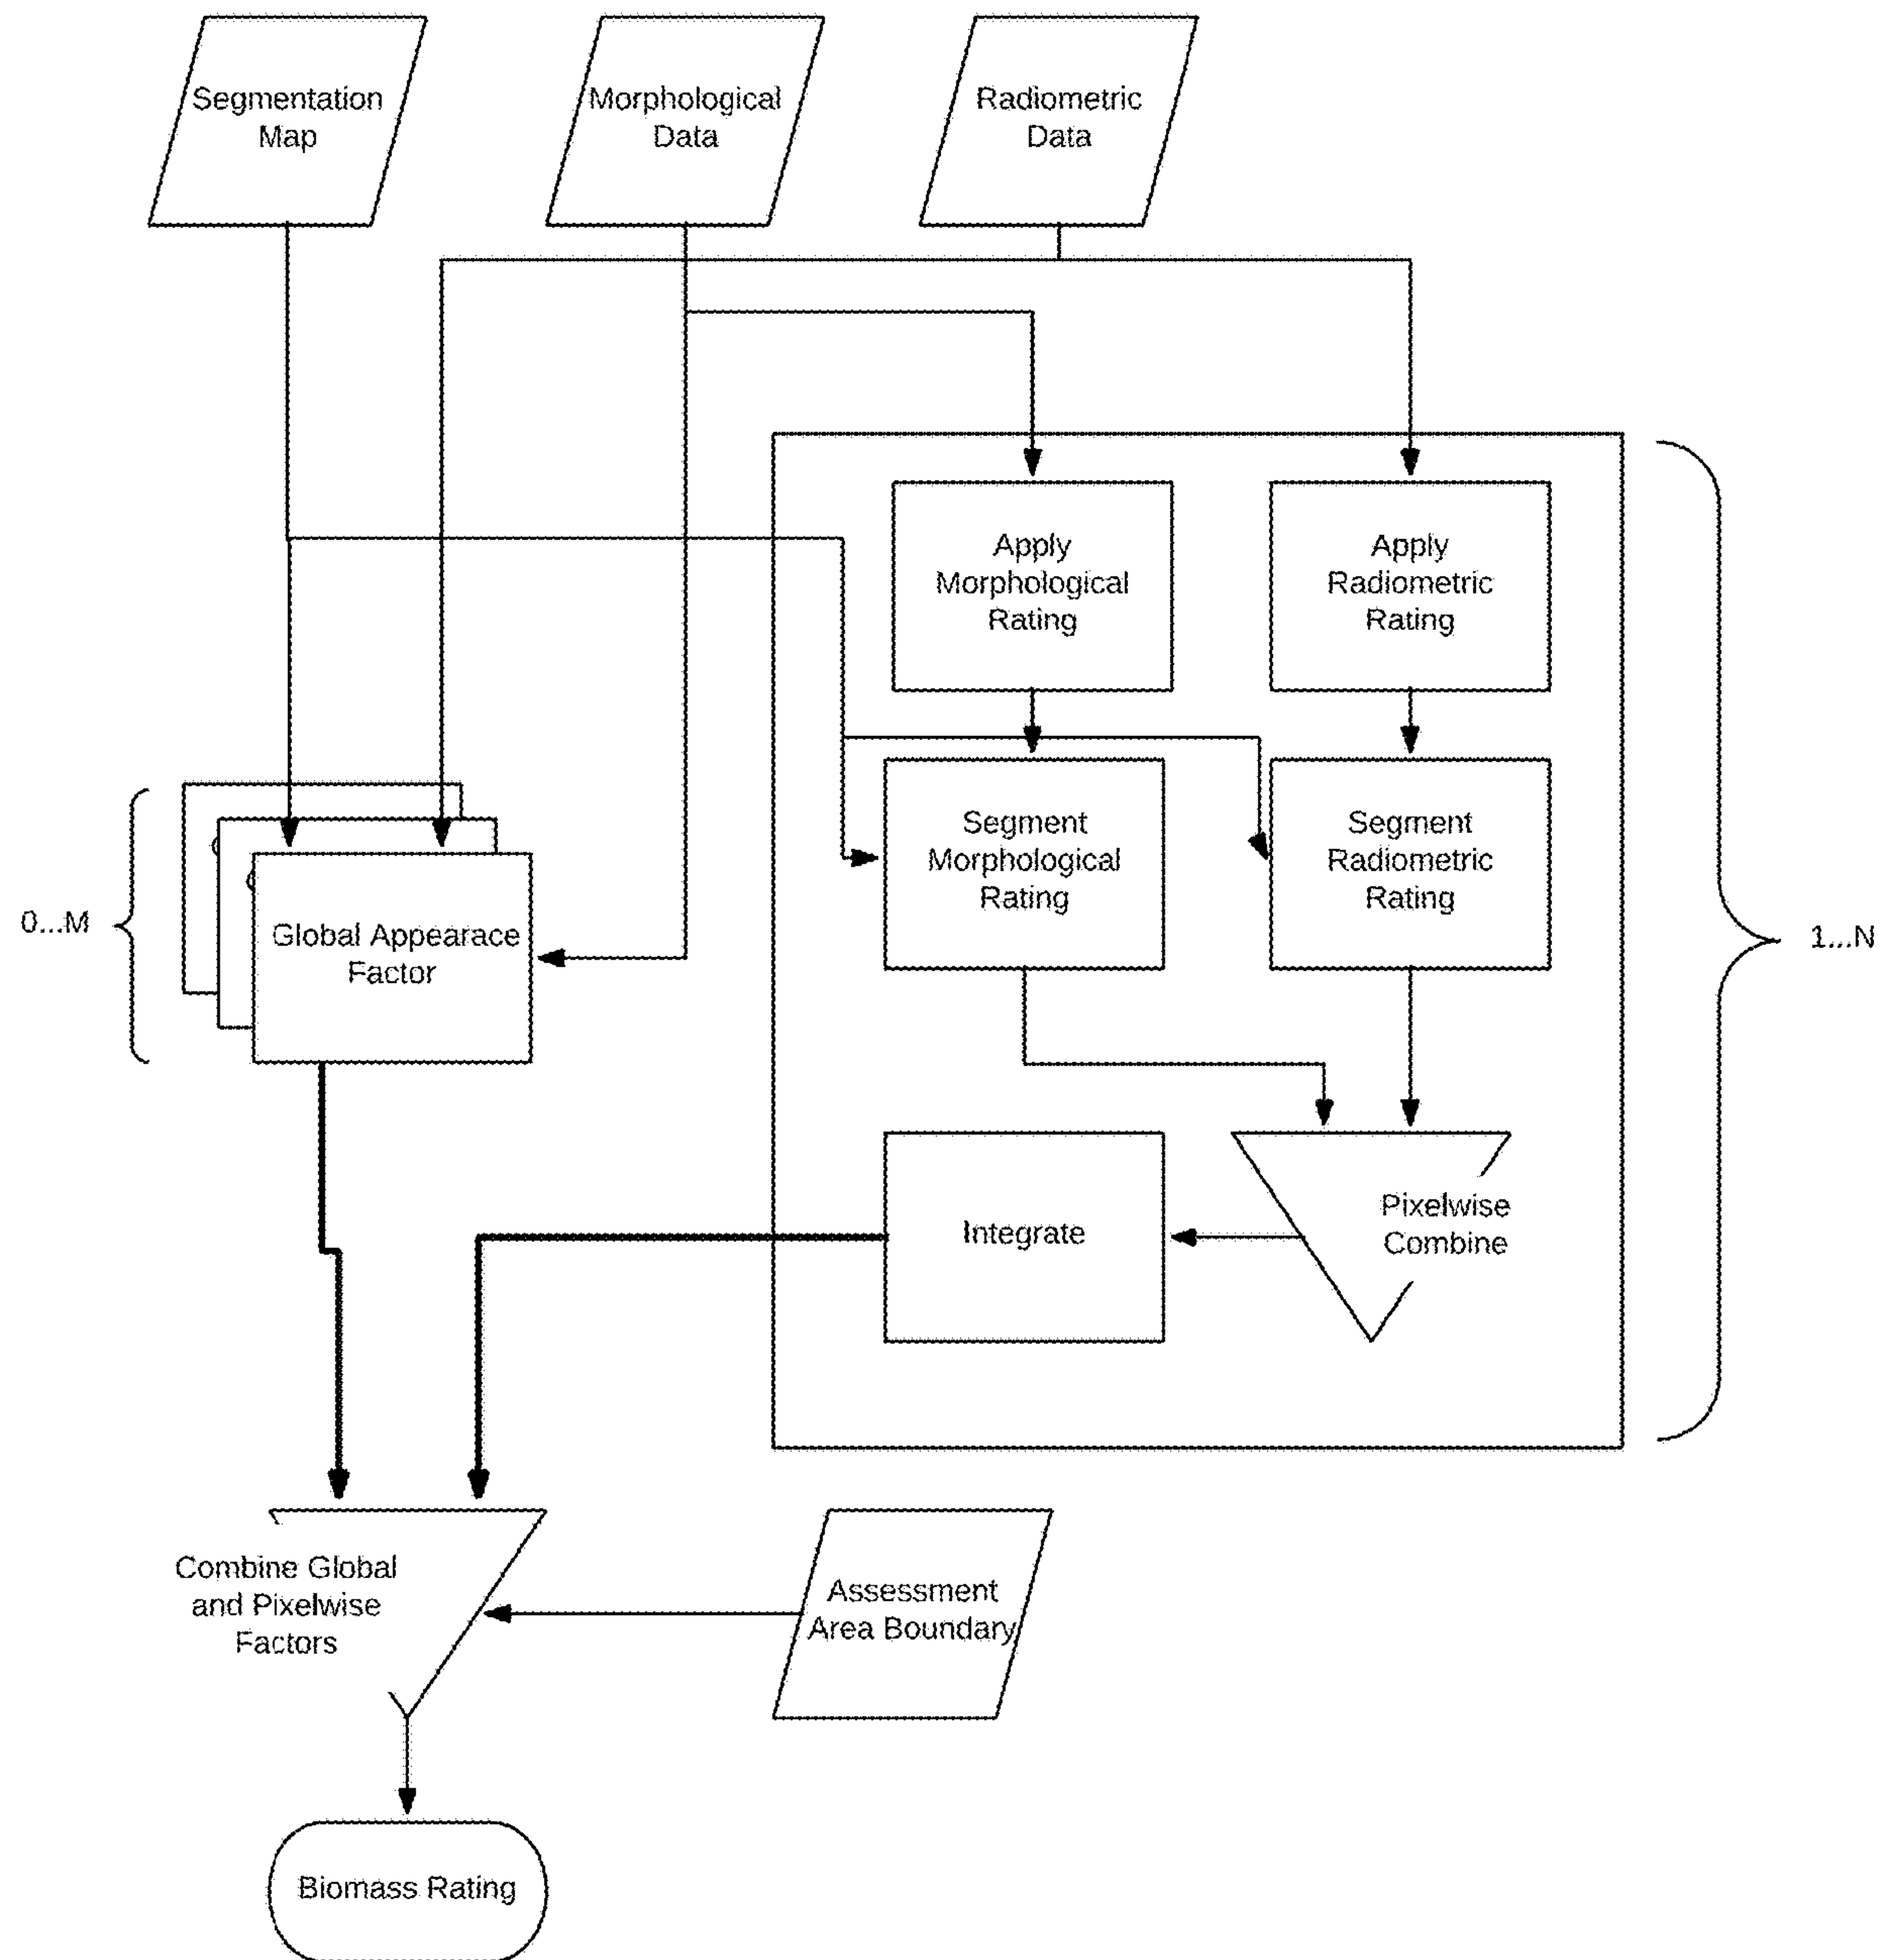 Segmentation
Map
Morphological
Data
Radiometric
Data
Apply
Morphological
Rating
Apply
Radiometric
Rating
Segment
Morphological
Rating
Segment
Radiometric
Rating
0...M
Global Appearace
Factor
1...N
Integrate
Pixelwise
Combine
Combine Global
and Pixelwise
Factors
Assessment
Area Boundary
Biomass Rating